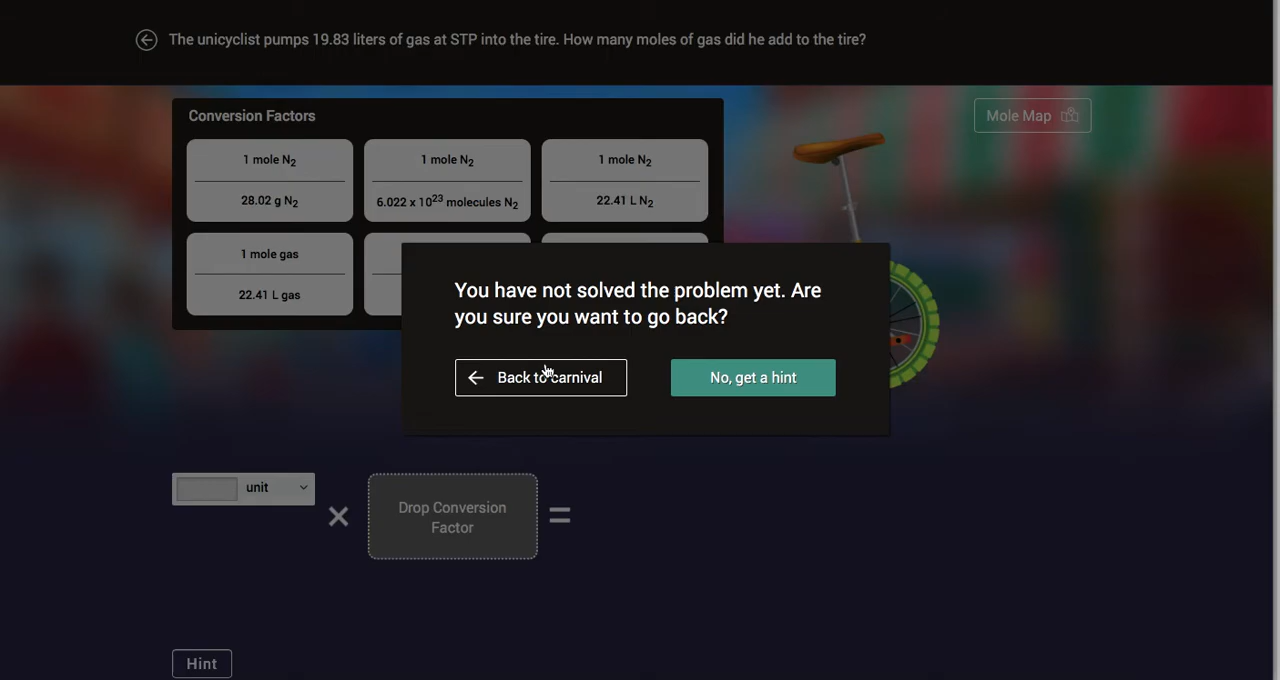 The unicyclist pumps 19.83 liters of gas at STP into the tire. How many moles of gas did he add to the tire?
Conversion Factors
Mole Map
1 mole N₂
28.02 g N₂
1 mole N₂
6.022 x 10²³ molecules N₂
1 mole N₂
22.41 L N₂
1 mole gas
22.41 L gas
You have not solved the problem yet. Are
you sure you want to go back?
Back to carnival
No, get a hint
unit
Drop Conversion
Factor
=
Hint